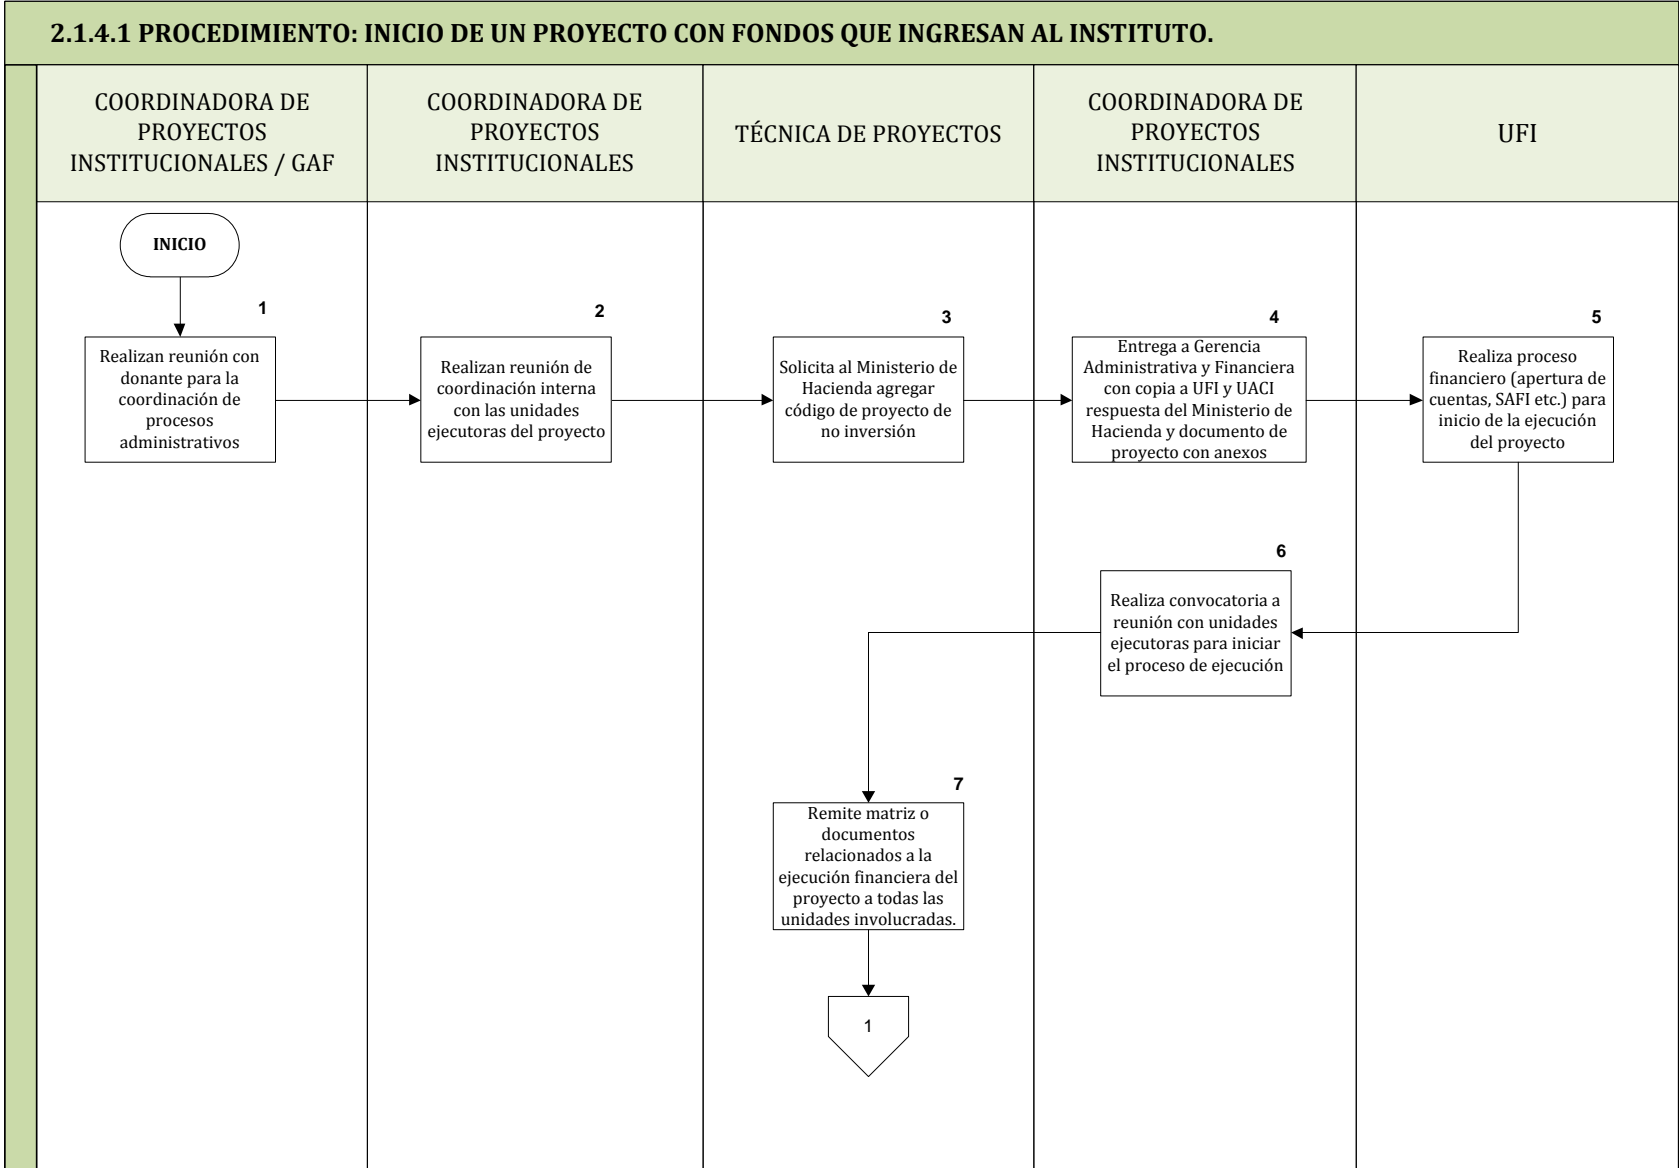 2.1.4.1 PROCEDIMIENTO: INICIO DE UN PROYECTO CON FONDOS QUE INGRESAN AL INSTITUTO.
COORDINADORA DE
PROYECTOS
INSTITUCIONALES / GAF
COORDINADORA DE
PROYECTOS
INSTITUCIONALES
TÉCNICA DE PROYECTOS
COORDINADORA DE
PROYECTOS
INSTITUCIONALES
UFI
INICIO
1
Realizan reunión con
donante para la
coordinación de
procesos
administrativos
2
Realizan reunión de
coordinación interna
con las unidades
ejecutoras del proyecto
3
Solicita al Ministerio de
Hacienda agregar
código de proyecto de
no inversión
4
Entrega a Gerencia
Administrativa y Financiera
con copia a UFI y UACI
respuesta del Ministerio de
Hacienda y documento de
proyecto con anexos
5
Realiza proceso
financiero (apertura de
cuentas, SAFI etc.) para
inicio de la ejecución
del proyecto
6
Realiza convocatoria a
reunión con unidades
ejecutoras para iniciar
el proceso de ejecución
7
Remite matriz o
documentos
relacionados a la
ejecución financiera del
proyecto a todas las
unidades involucradas.
1